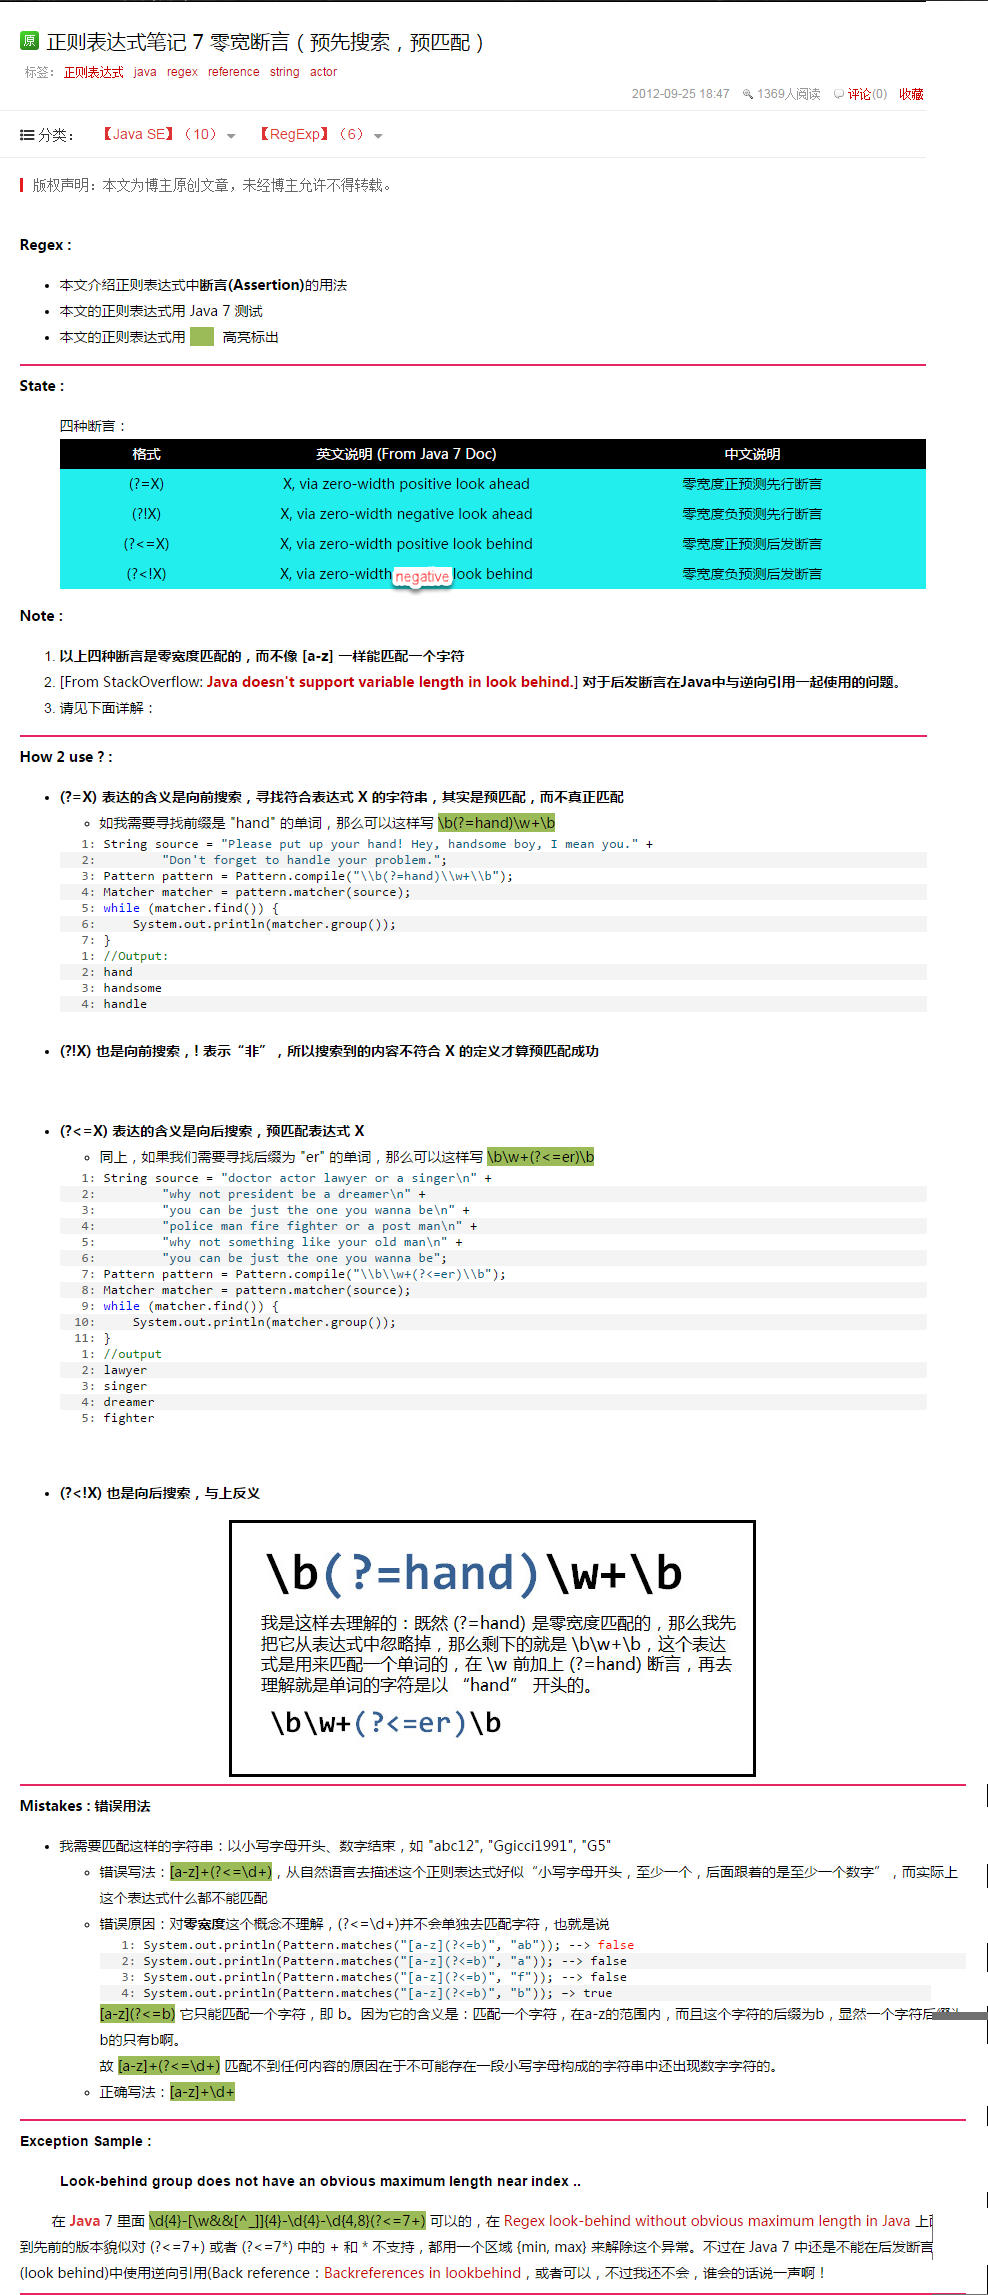 原 正则表达式笔记 7 零宽断言（预先搜索，预匹配）
标签： 正则表达式 java regex reference string actor
2012-09-25 18:47 1369人阅读 评论(0) 收藏
分类： 【Java SE】（10） 【RegExp】（6）
版权声明：本文为博主原创文章，未经博主允许不得转载。
Regex :
本文介绍正则表达式中断言(Assertion)的用法
本文的正则表达式用 Java 7 测试
本文的正则表达式用 高亮标出
State :
四种断言：
格式 英文说明 (From Java 7 Doc) 中文说明
(?=X) X, via zero-width positive look ahead 零宽度正预测先行断言
(?!X) X, via zero-width negative look ahead 零宽度负预测先行断言
(?<=X) X, via zero-width positive look behind 零宽度正预测后发断言
(?<!X) X, via zero-width negative look behind 零宽度负预测后发断言
Note :
1. 以上四种断言是零宽度匹配的，而不像 [a-z] 一样能匹配一个字符
2. [From StackOverflow: Java doesn't support variable length in look behind.] 对于后发断言在Java中与逆向引用一起使用的问题。
3. 请见下面详解：
How 2 use ? :
(?=X) 表达的含义是向前搜索，寻找符合表达式 X 的字符串，其实是预匹配，而不真正匹配
如我需要寻找前缀是 "hand" 的单词，那么可以这样写 \b(?=hand)\w+\b
1: String source = "Please put up your hand! Hey, handsome boy, I mean you." +
2: "Don't forget to handle your problem.";
3: Pattern pattern = Pattern.compile("\\b(?=hand)\\w+\\b");
4: Matcher matcher = pattern.matcher(source);
5: while (matcher.find()) {
6: System.out.println(matcher.group());
7: }
1: //Output:
2: hand
3: handsome
4: handle
(?!X) 也是向前搜索，! 表示“非”，所以搜索到的内容不符合 X 的定义才算预匹配成功
(?<=X) 表达的含义是向后搜索，预匹配表达式 X
同上，如果我们需要寻找后缀为 "er" 的单词，那么可以这样写 \b\w+(?<=er)\b
1: String source = "doctor actor lawyer or a singer\n" +
2: "why not president be a dreamer\n" +
3: "you can be just the one you wanna be\n" +
4: "police man fire fighter or a post man\n" +
5: "why not something like your old man\n" +
6: "you can be just the one you wanna be";
7: Pattern pattern = Pattern.compile("\\b\\w+(?<=er)\\b");
8: Matcher matcher = pattern.matcher(source);
9: while (matcher.find()) {
10: System.out.println(matcher.group());
11: }
1: //output
2: lawyer
3: singer
4: dreamer
5: fighter
(?<!X) 也是向后搜索，与上反义
\b(?=hand)\w+\b
我是这样去理解的：既然 (?=hand) 是零宽度匹配的，那么我先
把它从表达式中忽略掉，那么剩下的就是 \b\w+\b，这个表达
式是用来匹配一个单词的，在 \w 前加上 (?=hand) 断言，再去
理解就是单词的字符是以 “hand” 开头的。
\b\w+(?<=er)\b
Mistakes : 错误用法
我需要匹配这样的字符串：以小写字母开头、数字结束，如 "abc12", "Ggicci1991", "G5"
错误写法：[a-z]+(?<=\d+)，从自然语言去描述这个正则表达式好似“小写字母开头，至少一个，后面跟着的是至少一个数字”，而实际上
这个表达式什么都不能匹配
错误原因：对零宽度这个概念不理解，(?<=\d+)并不会单独去匹配字符，也就是说
1: System.out.println(Pattern.matches("[a-z](?<=b)", "ab")); --> false
2: System.out.println(Pattern.matches("[a-z](?<=b)", "a")); --> false
3: System.out.println(Pattern.matches("[a-z](?<=b)", "f")); --> false
4: System.out.println(Pattern.matches("[a-z](?<=b)", "b")); -> true
[a-z](?<=b) 它只能匹配一个字符，即 b。因为它的含义是：匹配一个字符，在a-z的范围内，而且这个字符的后缀为b，显然一个字符后缀为
b的只有b啊。
故 [a-z]+(?<=\d+) 匹配不到任何内容的原因在于不可能存在一段小写字母构成的字符串中还出现数字字符的。
正确写法：[a-z]+\d+
Exception Sample :
Look-behind group does not have an obvious maximum length near index ..
在 Java 7 里面 \d{4}-[\w&&[^_]]{4}-\d{4}-\d{4,8}(?<=7+) 可以的，在 Regex look-behind without obvious maximum length in Java
到先前的版本貌似对 (?<=7+) 或者 (?<=7*) 中的 + 和 * 不支持，都用一个区域 {min, max} 来解除这个异常。不过在 Java 7 中还是不能在后发断言
(look behind)中使用逆向引用(Back reference : Backreferences in lookbehind，或者可以，不过我还不会，谁会的话说一声啊！